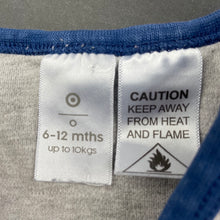 O
6-12 mths
up to 10kgs
CAUTION
KEEP AWAY
FROM HEAT
AND FLAME